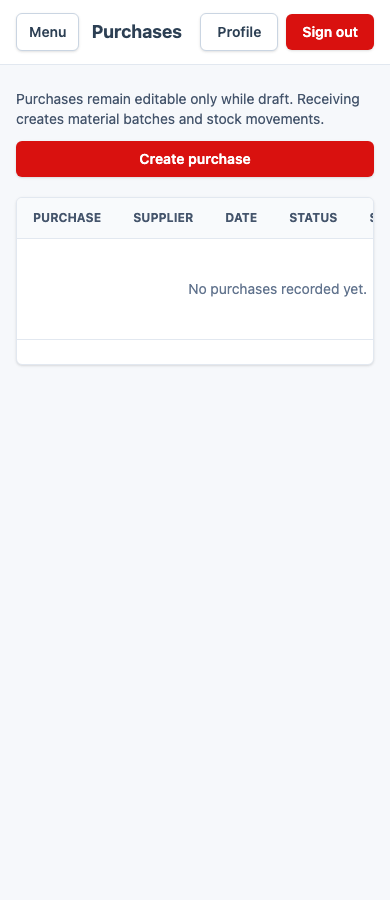 Menu
Purchases
Profile
Sign out
Purchases remain editable only while draft. Receiving
creates material batches and stock movements.
Create purchase
PURCHASE SUPPLIER DATE STATUS
No purchases recorded yet.